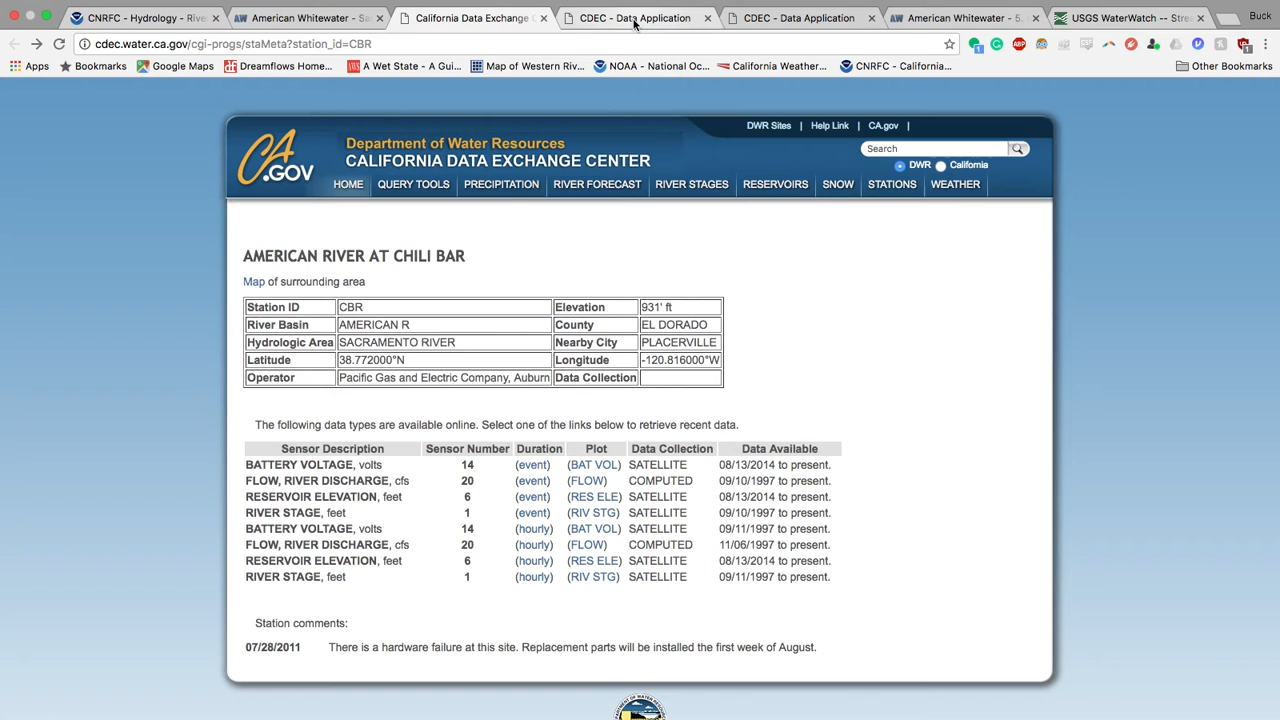 CNRFC - Hydrology - River
American Whitewater - Sa
California Data Exchange C
CDEC - Data Application
CDEC - Data Application
American Whitewater - 5.
USGS WaterWatch -- Stre
Buck
cdec.water.ca.gov/cgi-progs/staMeta?station_id=CBR
Apps Bookmarks Google Maps Dreamflows Home... A Wet State - A Gui... Map of Western Riv... NOAA - National Oc... California Weather... CNRFC - California... Other Bookmarks
DWR Sites | Help Link | CA.gov |
CA.GOV
Department of Water Resources
CALIFORNIA DATA EXCHANGE CENTER
Search
DWR California
HOME QUERY TOOLS PRECIPITATION RIVER FORECAST RIVER STAGES RESERVOIRS SNOW STATIONS WEATHER
AMERICAN RIVER AT CHILI BAR
Map of surrounding area
Station ID CBR Elevation 931' ft
River Basin AMERICAN R County EL DORADO
Hydrologic Area SACRAMENTO RIVER Nearby City PLACERVILLE
Latitude 38.772000°N Longitude -120.816000°W
Operator Pacific Gas and Electric Company, Auburn Data Collection
The following data types are available online. Select one of the links below to retrieve recent data.
Sensor Description Sensor Number Duration Plot Data Collection Data Available
BATTERY VOLTAGE, volts 14 (event) (BAT VOL) SATELLITE 08/13/2014 to present.
FLOW, RIVER DISCHARGE, cfs 20 (event) (FLOW) COMPUTED 09/10/1997 to present.
RESERVOIR ELEVATION, feet 6 (event) (RES ELE) SATELLITE 08/13/2014 to present.
RIVER STAGE, feet 1 (event) (RIV STG) SATELLITE 09/10/1997 to present.
BATTERY VOLTAGE, volts 14 (hourly) (BAT VOL) SATELLITE 09/11/1997 to present.
FLOW, RIVER DISCHARGE, cfs 20 (hourly) (FLOW) COMPUTED 11/06/1997 to present.
RESERVOIR ELEVATION, feet 6 (hourly) (RES ELE) SATELLITE 08/13/2014 to present.
RIVER STAGE, feet 1 (hourly) (RIV STG) SATELLITE 09/11/1997 to present.
Station comments:
07/28/2011 There is a hardware failure at this site. Replacement parts will be installed the first week of August.